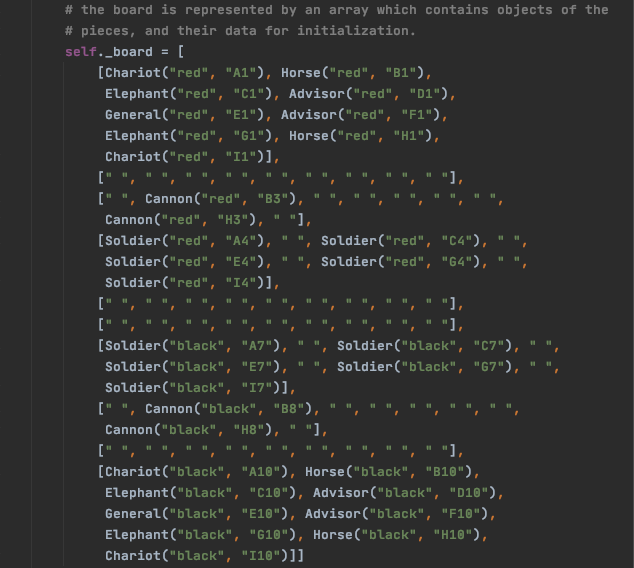 # the board is represented by an array which contains objects of the
# pieces, and their data for initialization.
self._board = [
[Chariot("red", "A1"), Horse("red", "B1"),
Elephant("red", "C1"), Advisor("red", "D1"),
General("red", "E1"), Advisor("red", "F1"),
Elephant("red", "G1"), Horse("red", "H1"),
Chariot("red", "I1")],
[" ", " ", " ", " ", " ", " ", " ", " ", " "],
[" ", Cannon("red", "B3"), " ", " ", " ", " ", " ",
Cannon("red", "H3"), " "],
[Soldier("red", "A4"), " ", Soldier("red", "C4"), " ",
Soldier("red", "E4"), " ", Soldier("red", "G4"), " ",
Soldier("red", "I4")],
[" ", " ", " ", " ", " ", " ", " ", " ", " "],
[" ", " ", " ", " ", " ", " ", " ", " ", " "],
[Soldier("black", "A7"), " ", Soldier("black", "C7"), " ",
Soldier("black", "E7"), " ", Soldier("black", "G7"), " ",
Soldier("black", "I7")],
[" ", Cannon("black", "B8"), " ", " ", " ", " ", " ",
Cannon("black", "H8"), " "],
[" ", " ", " ", " ", " ", " ", " ", " ", " "],
[Chariot("black", "A10"), Horse("black", "B10"),
Elephant("black", "C10"), Advisor("black", "D10"),
General("black", "E10"), Advisor("black", "F10"),
Elephant("black", "G10"), Horse("black", "H10"),
Chariot("black", "I10")]]